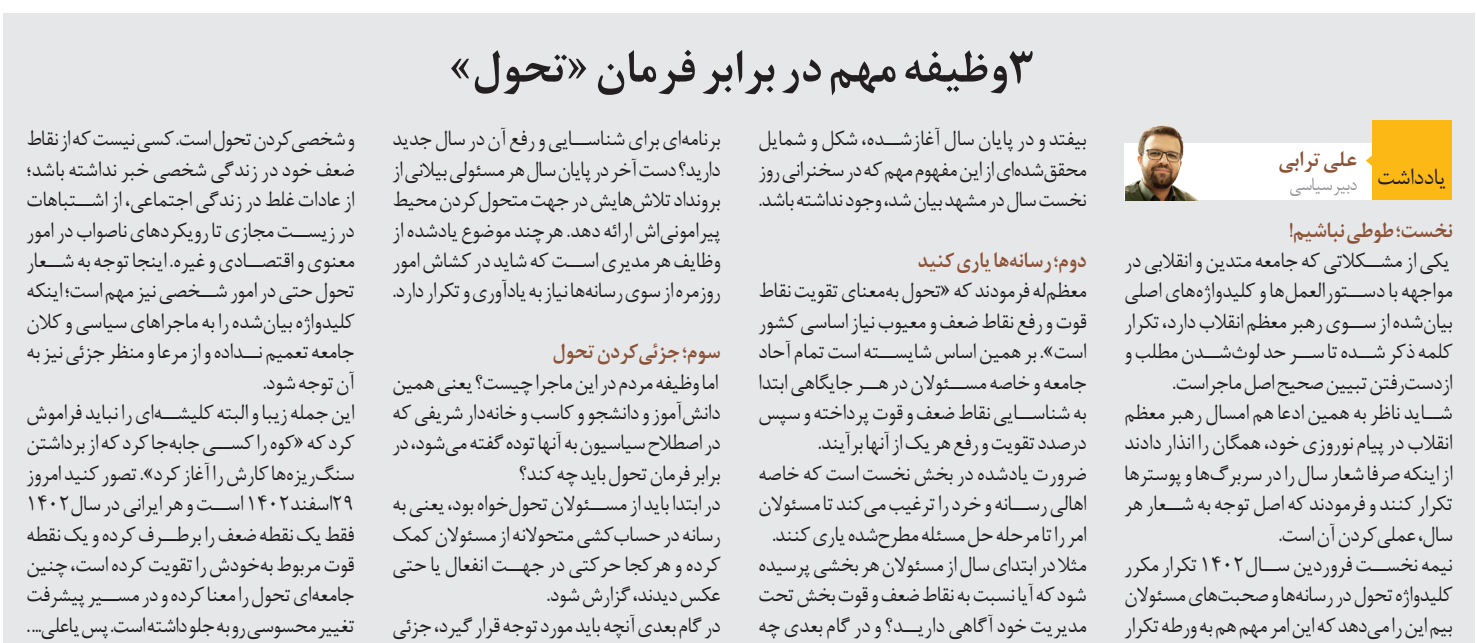 ۳وظیفه مهم در برابر فرمان «تحول»
یادداشت
علی ترابی
دبیر سیاسی
نخست؛ طوطی نباشیم!
یکی از مشکلاتی که جامعه متدین و انقلابی در
مواجهه با دستورالعمل‌ها و کلیدواژه‌های اصلی
بیان‌شده از سوی رهبر معظم انقلاب دارد، تکرار
کلمه ذکر شده تا سر حد لوث‌شدن مطلب و
ازدست‌رفتن تبیین صحیح اصل ماجراست.
شاید ناظر به همین ادعا هم امسال رهبر معظم
انقلاب در پیام نوروزی خود، همگان را انذار دادند
از اینکه صرفا شعار سال را در سربرگ‌ها و پوسترها
تکرار کنند و فرمودند که اصل توجه به شعار هر
سال، عملی‌کردن آن است.
نیمه نخست فروردین سال ۱۴۰۲ تکرار مکرر
کلیدواژه تحول در رسانه‌ها و صحبت‌های مسئولان
بیم این را می‌دهد که این امر مهم هم به ورطه تکرار
بیفتد و در پایان سال آغازشده، شکل و شمایل
محقق‌شده‌ای از این مفهوم مهم که در سخنرانی روز
نخست سال در مشهد بیان شد، وجود نداشته باشد.
دوم؛ رسانه‌ها یاری کنید
معظم‌له فرمودند که «تحول به‌معنای تقویت نقاط
قوت و رفع نقاط ضعف و معیوب نیاز اساسی کشور
است». بر همین اساس شایسته است تمام آحاد
جامعه و خاصه مسئولان در هر جایگاهی ابتدا
به شناسایی نقاط ضعف و قوت پرداخته و سپس
درصدد تقویت و رفع هر یک از آنها برآیند.
ضرورت یادشده در بخش نخست است که خاصه
اهالی رسانه و خرد را ترغیب می‌کند تا مسئولان
امر را تا مرحله حل مسئله مطرح‌شده یاری کنند.
مثلا در ابتدای سال از مسئولان هر بخشی پرسیده
شود که آیا نسبت به نقاط ضعف و قوت بخش تحت
مدیریت خود آگاهی دارید؟ و در گام بعدی چه
برنامه‌ای برای شناسایی و رفع آن در سال جدید
دارید؟ دست آخر در پایان سال هر مسئولی بیلانی از
برونداد تلاش‌هایش در جهت متحول‌کردن محیط
پیرامونی‌اش ارائه دهد. هرچند موضوع یادشده از
وظایف هر مدیری است که شاید در کشاش امور
روزمره از سوی رسانه‌ها نیاز به یادآوری و تکرار دارد.
سوم؛ جزئی کردن تحول
اما وظیفه مردم در این ماجرا چیست؟ یعنی همین
دانش‌آموز و دانشجو و کاسب و خانه‌دار شریفی که
در اصطلاح سیاسیون به آنها توده گفته می‌شود، در
برابر فرمان تحول باید چه کند؟
در ابتدا باید از مسئولان تحول‌خواه بود، یعنی به
رسانه در حساب‌کشی متحولانه از مسئولان کمک
کرده و هر کجا حرکتی در جهت انفعال یا حتی
عکس دیدند، گزارش شود.
در گام بعدی آنچه باید مورد توجه قرار گیرد، جزئی
و شخصی کردن تحول است. کسی نیست که از نقاط
ضعف خود در زندگی شخصی خبر نداشته باشد؛
از عادات غلط در زندگی اجتماعی، از اشتباهات
در زیست مجازی تا رویکردهای ناصواب در امور
معنوی و اقتصادی و غیره. اینجا توجه به شعار
تحول حتی در امور شخصی نیز مهم است؛ اینکه
کلیدواژه بیان‌شده را به ماجراهای سیاسی و کلان
جامعه تعمیم نداده و از مرعا و منظر جزئی نیز به
آن توجه شود.
این جمله زیبا و البته کلیشه‌ای را نباید فراموش
کرد که «کوه را کسی جابه‌جا کرد که از برداشتن
سنگ‌ریزه‌ها کارش را آغاز کرد». تصور کنید امروز
۲۹اسفند ۱۴۰۲ است و هر ایرانی در سال ۱۴۰۲
فقط یک نقطه ضعف را برطرف کرده و یک نقطه
قوت مربوط به‌خودش را تقویت کرده است، چنین
جامعه‌ای تحول را معنا کرده و در مسیر پیشرفت
تغییر محسوسی رو به جلو داشته است. پس یاعلی...